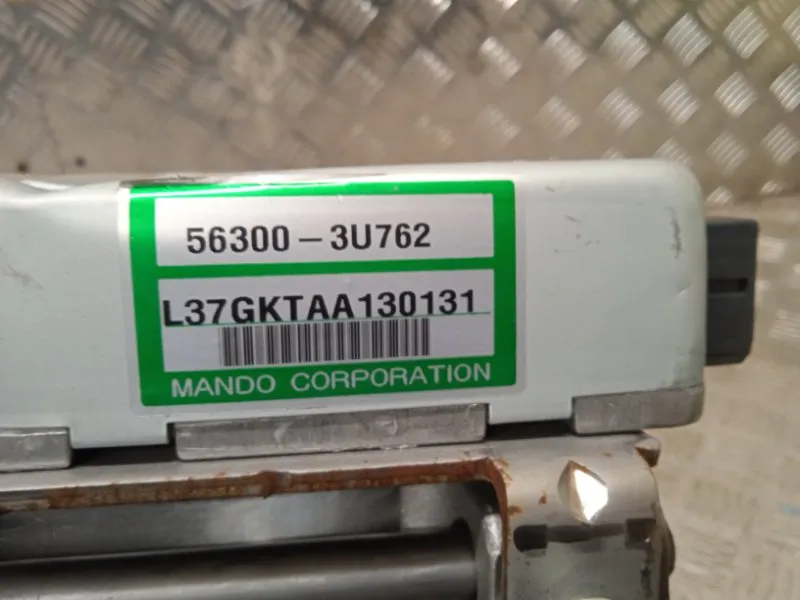 56300-3U762
L37GKTAA130131
MANDO CORPORATION